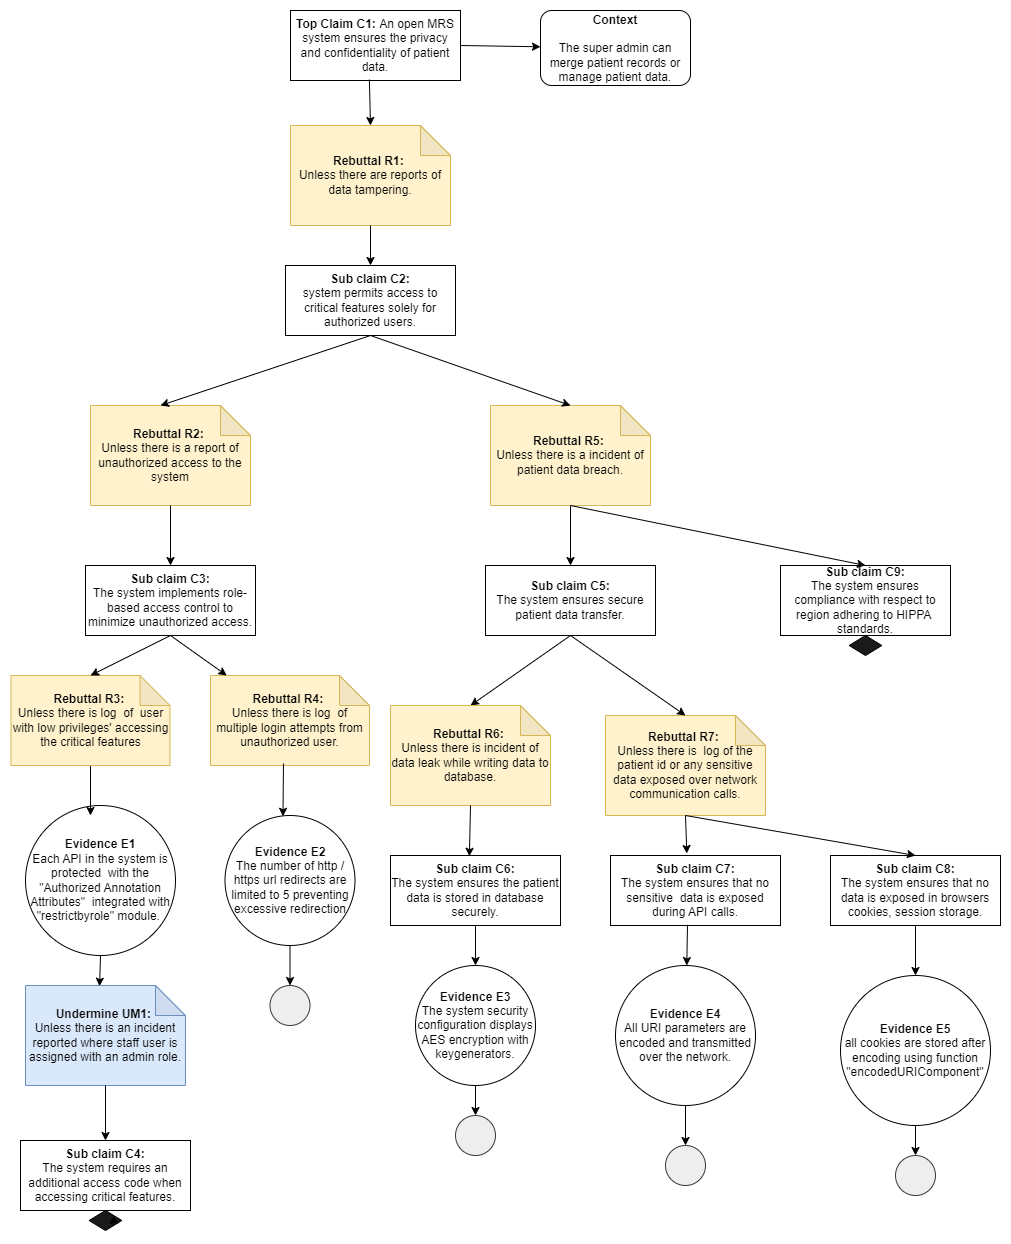 Top Claim C1: An open MRS
system ensures the privacy
and confidentiality of patient
data.
Context
The super admin can
merge patient records or
manage patient data.
Rebuttal R1:
Unless there are reports of
data tampering.
Sub claim C2:
system permits access to
critical features solely for
authorized users.
Rebuttal R2:
Unless there is a report of
unauthorized access to the
system
Rebuttal R5:
Unless there is a incident of
patient data breach.
Sub claim C3:
The system implements role-
based access control to
minimize unauthorized access.
Sub claim C5:
The system ensures secure
patient data transfer.
Sub claim C9:
The system ensures
compliance with respect to
region adhering to HIPPA
standards.
Rebuttal R3:
Unless there is log of user
with low privileges' accessing
the critical features
Rebuttal R4:
Unless there is log of
multiple login attempts from
unauthorized user.
Rebuttal R6:
Unless there is incident of
data leak while writing data to
database.
Rebuttal R7:
Unless there is log of the
patient id or any sensitive
data exposed over network
communication calls.
Evidence E1
Each API in the system is
protected with the
"Authorized Annotation
Attributes" integrated with
"restrictbyrole" module.
Evidence E2
The number of http /
https url redirects are
limited to 5 preventing
excessive redirection
Sub claim C6:
The system ensures the patient
data is stored in database
securely.
Sub claim C7:
The system ensures that no
sensitive data is exposed
during API calls.
Sub claim C8:
The system ensures that no
data is exposed in browsers
cookies, session storage.
Undermine UM1:
Unless there is an incident
reported where staff user is
assigned with an admin role.
Evidence E3
The system security
configuration displays
AES encryption with
keygenerators.
Evidence E4
All URI parameters are
encoded and transmitted
over the network.
Evidence E5
all cookies are stored after
encoding using function
"encodedURIComponent"
Sub claim C4:
The system requires an
additional access code when
accessing critical features.